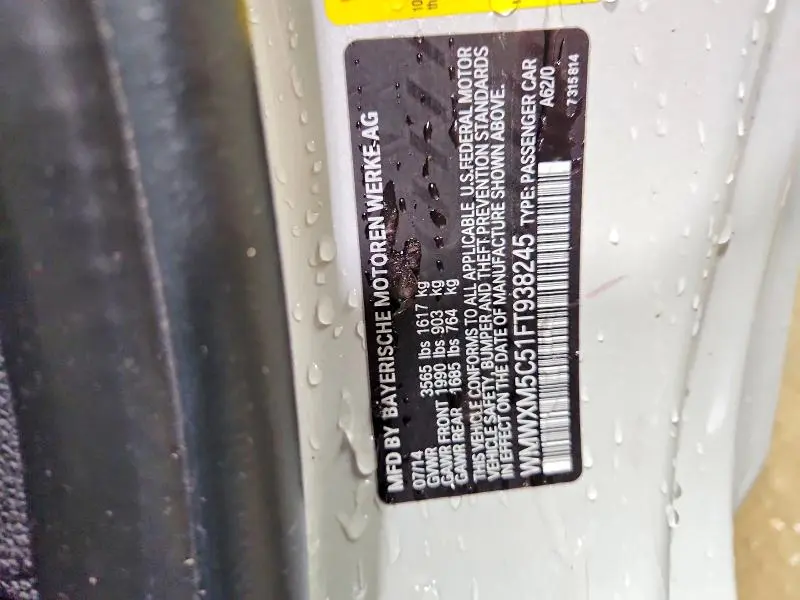 MFD BY BAYERISCHE MOTOREN WERKE AG
07/14
GVWR 3565 lbs 1617 kg
GAWR FRONT 1990 lbs 903 kg
GAWR REAR 1685 lbs 764 kg
THIS VEHICLE CONFORMS TO ALL APPLICABLE U.S.FEDERAL MOTOR
VEHICLE SAFETY, BUMPER AND THEFT PREVENTION STANDARDS
IN EFFECT ON THE DATE OF MANUFACTURE SHOWN ABOVE.
WMWXM5C51FT938245 TYPE: PASSENGER CAR
A62/0
7 315 814